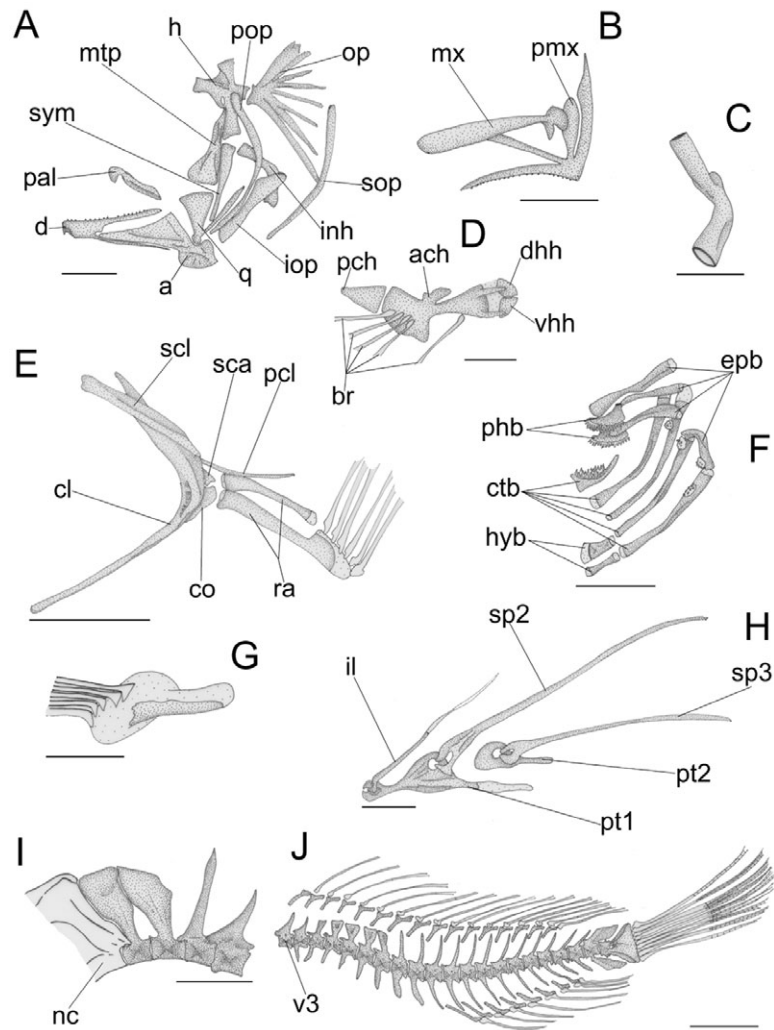 A
h
pop
op
mtp
sym
pal
d
a
q
iop
inh
sop
B
mx
pmx
C
D
pch
ach
dhh
vhh
br
E
scl
sca
pcl
cl
co
ra
F
epb
phb
ctb
hyb
G
H
sp2
il
sp3
pt2
pt1
I
nc
J
v3